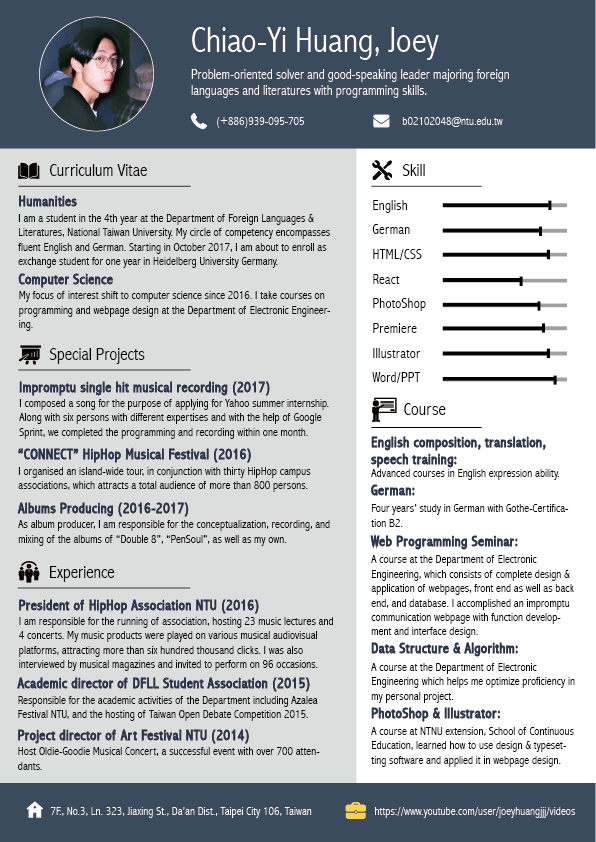 Chiao-Yi Huang, Joey
Problem-oriented solver and good-speaking leader majoring foreign
languages and literatures with programming skills.
(+886)939-095-705
b02102048@ntu.edu.tw
Curriculum Vitae
Humanities
I am a student in the 4th year at the Department of Foreign Languages &
Literatures, National Taiwan University. My circle of competency encompasses
fluent English and German. Starting in October 2017, I am about to enroll as
exchange student for one year in Heidelberg University Germany.
Computer Science
My focus of interest shift to computer science since 2016. I take courses on
programming and webpage design at the Department of Electronic Engineer-
ing.
Special Projects
Impromptu single hit musical recording (2017)
I composed a song for the purpose of applying for Yahoo summer internship.
Along with six persons with different expertises and with the help of Google
Sprint, we completed the programming and recording within one month.
“CONNECT” HipHop Musical Festival (2016)
I organised an island-wide tour, in conjunction with thirty HipHop campus
associations, which attracts a total audience of more than 800 persons.
Albums Producing (2016-2017)
As album producer, I am responsible for the conceptualization, recording, and
mixing of the albums of “Double 8”, “PenSoul”, as well as my own.
Experience
President of HipHop Association NTU (2016)
I am responsible for the running of association, hosting 23 music lectures and
4 concerts. My music products were played on various musical audiovisual
platforms, attracting more than six hundred thousand clicks. I was also
interviewed by musical magazines and invited to perform on 96 occasions.
Academic director of DFLL Student Association (2015)
Responsible for the academic activities of the Department including Azalea
Festival NTU, and the hosting of Taiwan Open Debate Competition 2015.
Project director of Art Festival NTU (2014)
Host Oldie-Goodie Musical Concert, a successful event with over 700 atten-
dants.
Skill
English
German
HTML/CSS
React
PhotoShop
Premiere
Illustrator
Word/PPT
Course
English composition, translation,
speech training:
Advanced courses in English expression ability.
German:
Four years' study in German with Gothe-Certifica-
tion B2.
Web Programming Seminar:
A course at the Department of Electronic
Engineering, which consists of complete design &
application of webpages, front end as well as back
end, and database. I accomplished an impromptu
communication webpage with function develop-
ment and interface design.
Data Structure & Algorithm:
A course at the Department of Electronic
Engineering which helps me optimize proficiency in
my personal project.
PhotoShop & Illustrator:
A course at NTNU extension, School of Continuous
Education, learned how to use design & typeset-
ting software and applied it in webpage design.
7F., No.3, Ln. 323, Jiaxing St., Da'an Dist., Taipei City 106, Taiwan
https://www.youtube.com/user/joeyhuangjjj/videos